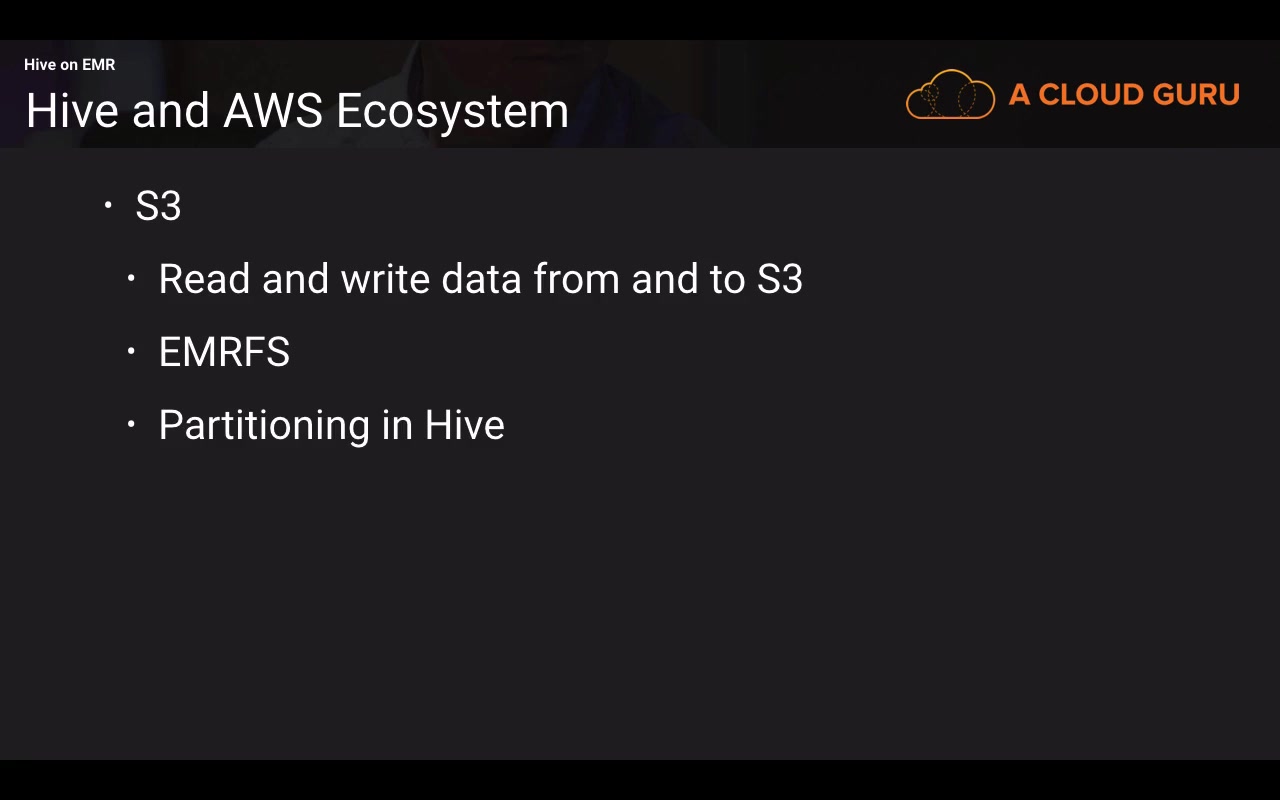 Hive on EMR
Hive and AWS Ecosystem
A CLOUD GURU
• S3
• Read and write data from and to S3
• EMRFS
• Partitioning in Hive